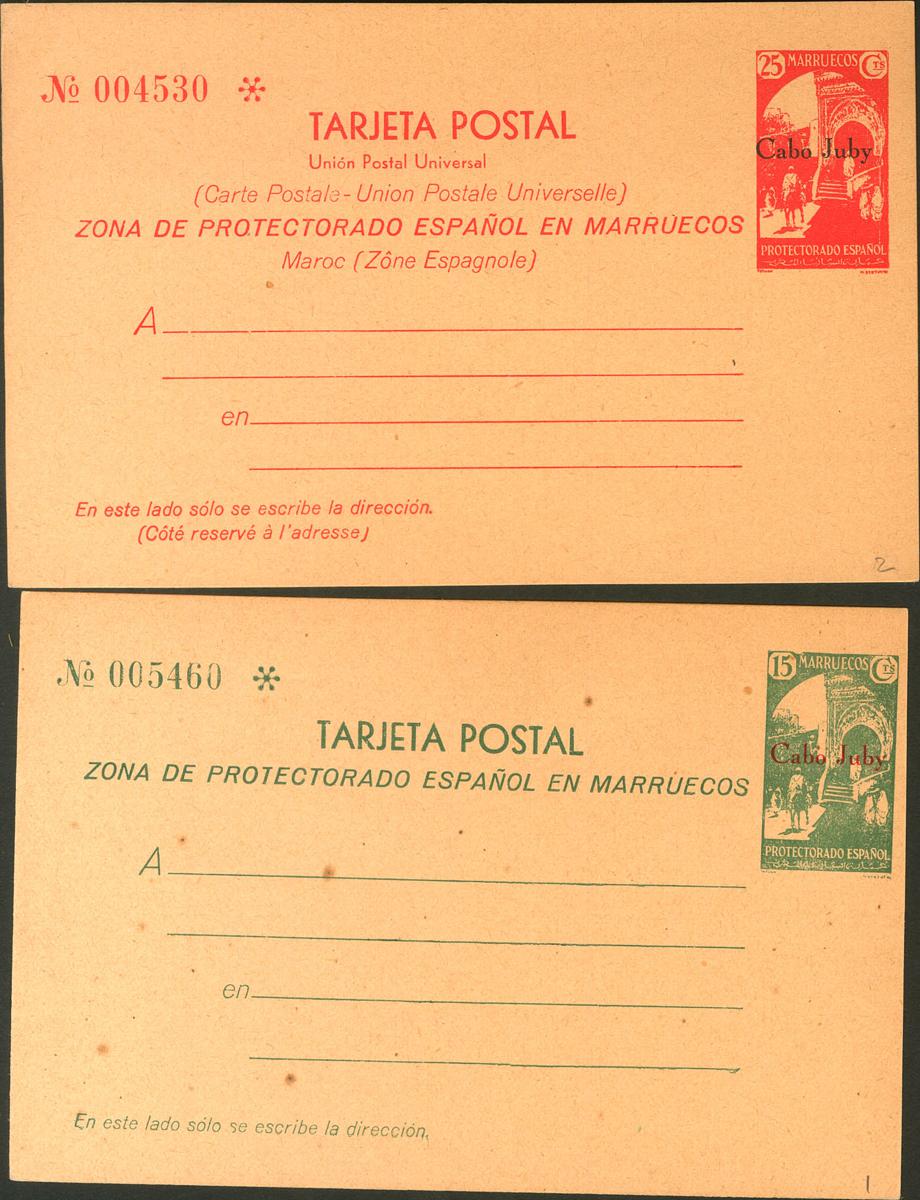 Nº 004530 *
TARJETA POSTAL
Unión Postal Universal
(Carte Postale - Union Postale Universelle)
ZONA DE PROTECTORADO ESPAÑOL EN MARRUECOS
Maroc (Zône Espagnole)
25 MARRUECOS CTS
Cabo Juby
PROTECTORADO ESPAÑOL
A
en
En este lado sólo se escribe la dirección.
(Côté reservé à l'adresse)
2
Nº 005460 *
TARJETA POSTAL
ZONA DE PROTECTORADO ESPAÑOL EN MARRUECOS
15 MARRUECOS CTS
Cabo Juby
PROTECTORADO ESPAÑOL
A
en
En este lado sólo se escribe la dirección.
1